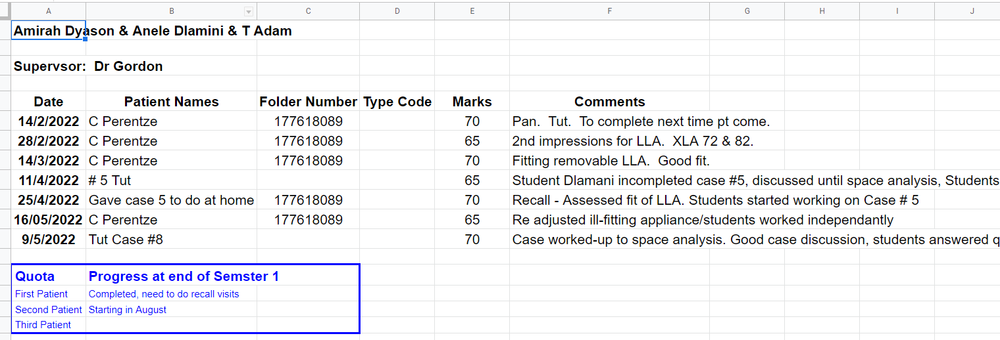 A B C D E F G H I J
Amirah Dyason & Anele Dlamini & T Adam
Supervsor: Dr Gordon
Date Patient Names Folder Number Type Code Marks Comments
14/2/2022 C Perentze 177618089 70 Pan. Tut. To complete next time pt come.
28/2/2022 C Perentze 177618089 65 2nd impressions for LLA. XLA 72 & 82.
14/3/2022 C Perentze 177618089 70 Fitting removable LLA. Good fit.
11/4/2022 # 5 Tut 65 Student Dlamani incompleted case #5, discussed until space analysis, Students
25/4/2022 Gave case 5 to do at home 177618089 70 Recall - Assessed fit of LLA. Students started working on Case # 5
16/05/2022 C Perentze 177618089 65 Re adjusted ill-fitting appliance/students worked independantly
9/5/2022 Tut Case #8 70 Case worked-up to space analysis. Good case discussion, students answered q
Quota Progress at end of Semster 1
First Patient Completed, need to do recall visits
Second Patient Starting in August
Third Patient